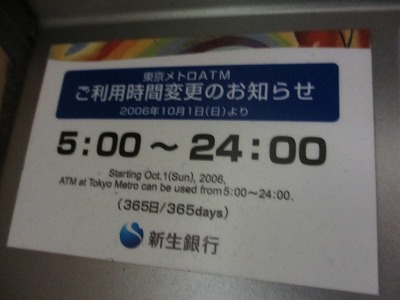 東京メトロATM
ご利用時間変更のお知らせ
2006年10月1日(日)より
5:00～24:00
Starting Oct.1(Sun), 2006,
ATM at Tokyo Metro can be used from 5:00～24:00.
(365日/365days)
新生銀行